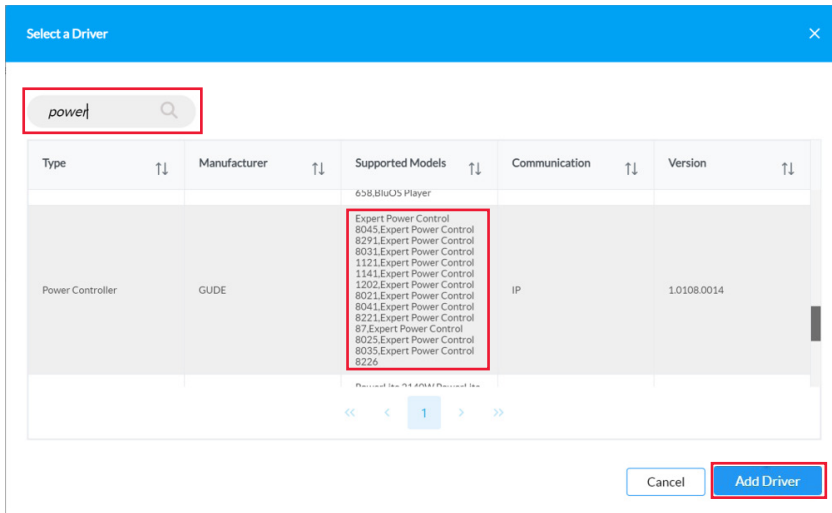 Select a Driver
power
Type
Manufacturer
Supported Models
Communication
Version
658,BluOS Player
Power Controller
GUDE
Expert Power Control
8045,Expert Power Control
8291,Expert Power Control
8031,Expert Power Control
1121,Expert Power Control
1141,Expert Power Control
1202,Expert Power Control
8021,Expert Power Control
8041,Expert Power Control
8221,Expert Power Control
87,Expert Power Control
8025,Expert Power Control
8035,Expert Power Control
8226
IP
1.0108.0014
PowerLite 2140W,PowerLite
1
Cancel
Add Driver